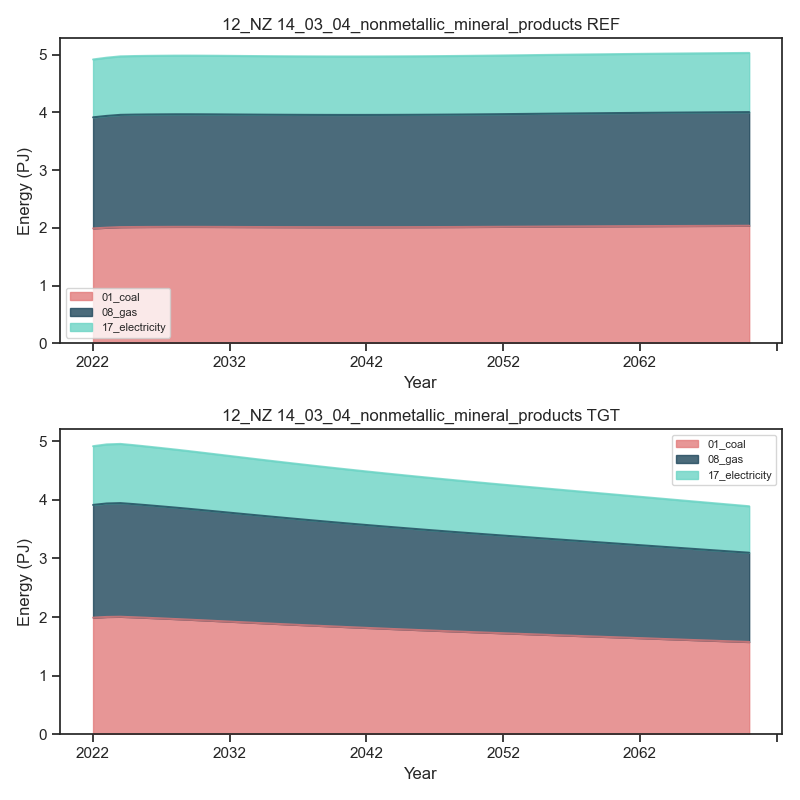 12_NZ 14_03_04_nonmetallic_mineral_products REF
Energy (PJ)
5
4
3
2
1
0
01_coal
08_gas
17_electricity
2022 2032 2042 2052 2062
Year
12_NZ 14_03_04_nonmetallic_mineral_products TGT
Energy (PJ)
5
4
3
2
1
0
01_coal
08_gas
17_electricity
2022 2032 2042 2052 2062
Year